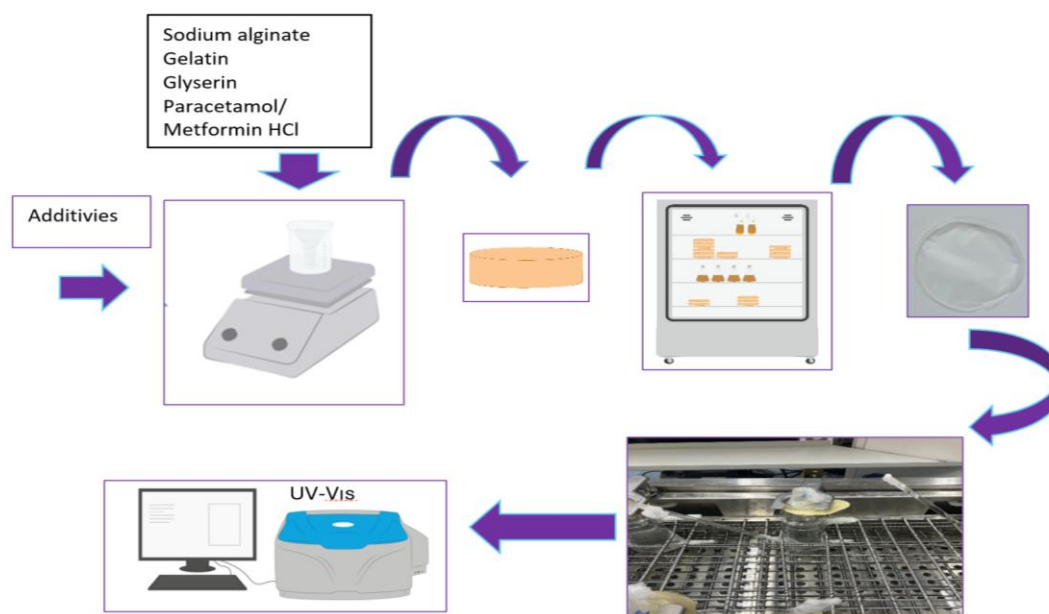 Sodium alginate
Gelatin
Glyserin
Paracetamol/
Metformin HCl
Additivies
UV-Vis